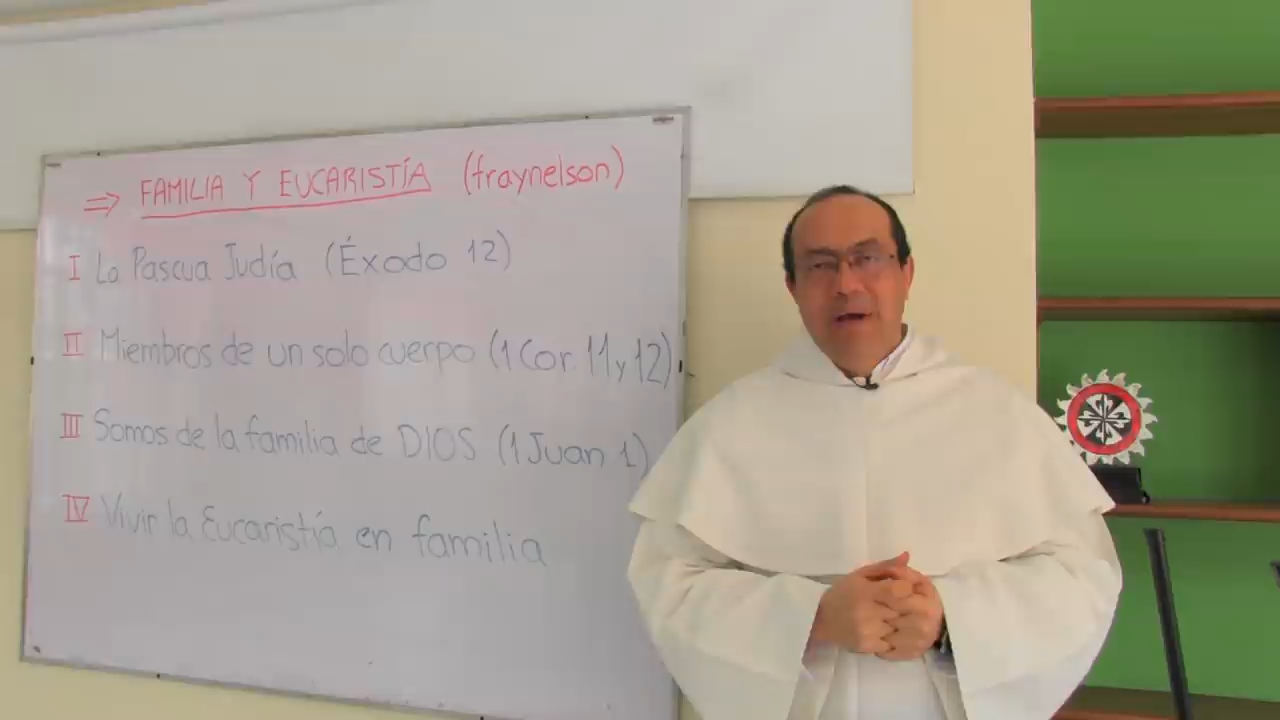 ⇒ FAMILIA Y EUCARISTÍA (fraynelson)
I La Pascua Judía (Éxodo 12)
II Miembros de un solo cuerpo (1 Cor. 11 y 12)
III Somos de la familia de DIOS (1 Juan 1)
IV Vivir la Eucaristía en familia